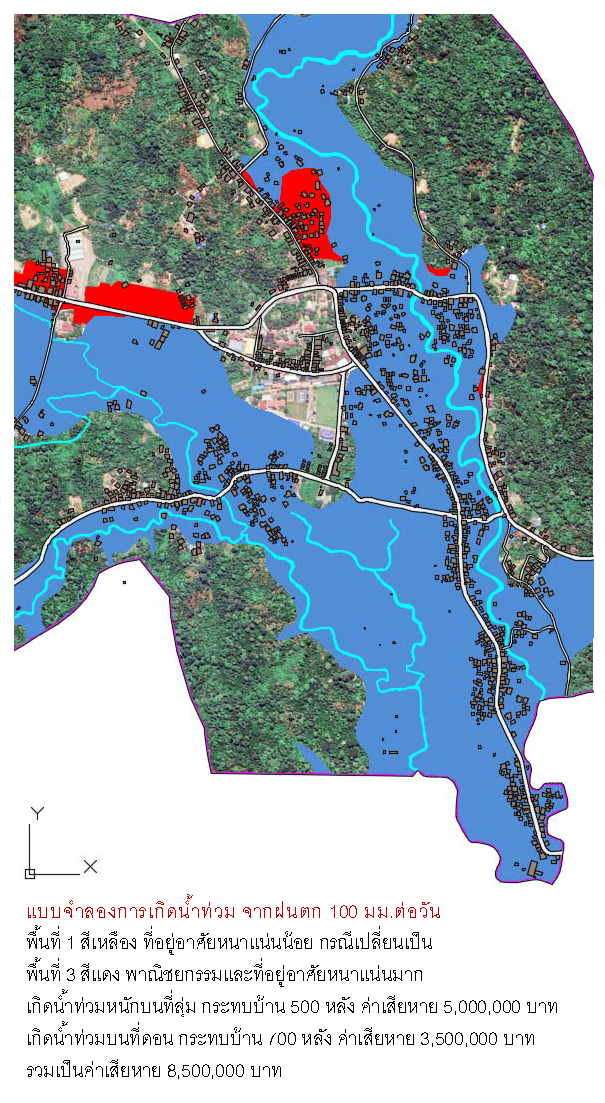 Y
X
แบบจำลองการเกิดน้ำท่วม จากฝนตก 100 มม.ต่อวัน
พื้นที่ 1 สีเหลือง ที่อยู่อาศัยหนาแน่นน้อย กรณีเปลี่ยนเป็น
พื้นที่ 3 สีแดง พาณิชยกรรมและที่อยู่อาศัยหนาแน่นมาก
เกิดน้ำท่วมหนักบนที่ลุ่ม กระทบบ้าน 500 หลัง ค่าเสียหาย 5,000,000 บาท
เกิดน้ำท่วมบนที่ดอน กระทบบ้าน 700 หลัง ค่าเสียหาย 3,500,000 บาท
รวมเป็นค่าเสียหาย 8,500,000 บาท